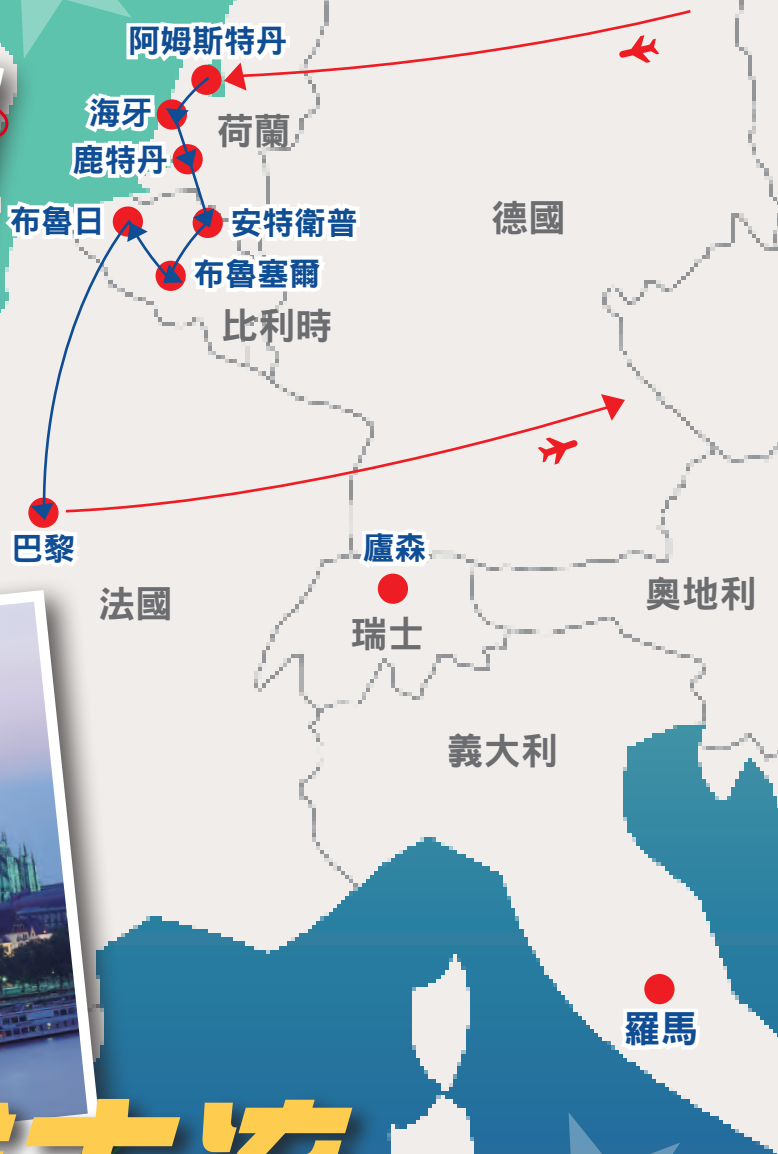 阿姆斯特丹
海牙
荷蘭
鹿特丹
布魯日
安特衛普
德國
布魯塞爾
比利時
巴黎
廬森
法國
奧地利
瑞士
義大利
羅馬